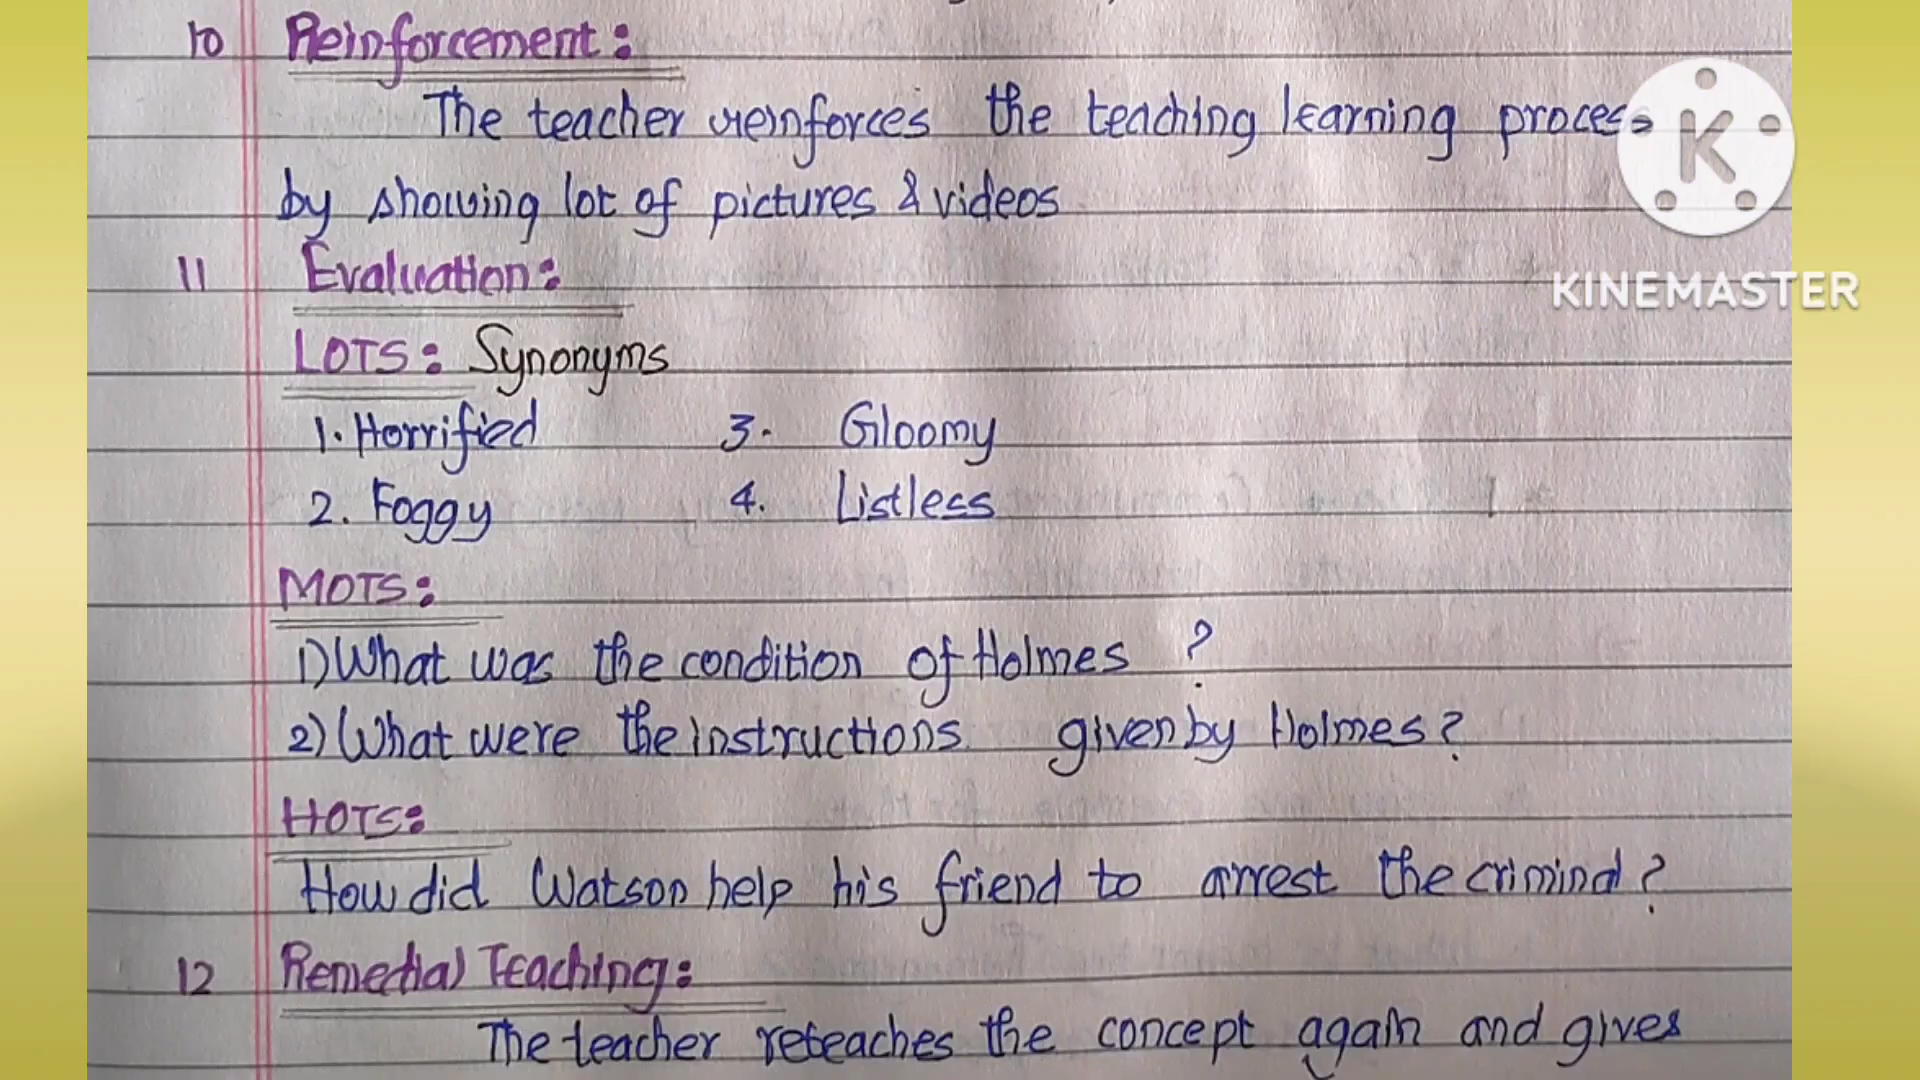 10 Reinforcement:
The teacher reinforces the teaching learning process
by showing lot of pictures & videos
KINEMASTER
11 Evaluation:
LOTS: Synonyms
1. Horrified 3. Gloomy
2. Foggy 4. Listless
MOTS:
1) What was the condition of Holmes ?
2) What were the instructions given by Holmes?
HOTS:
How did Watson help his friend to arrest the criminal?
12 Remedial Teaching:
The teacher reteaches the concept again and gives